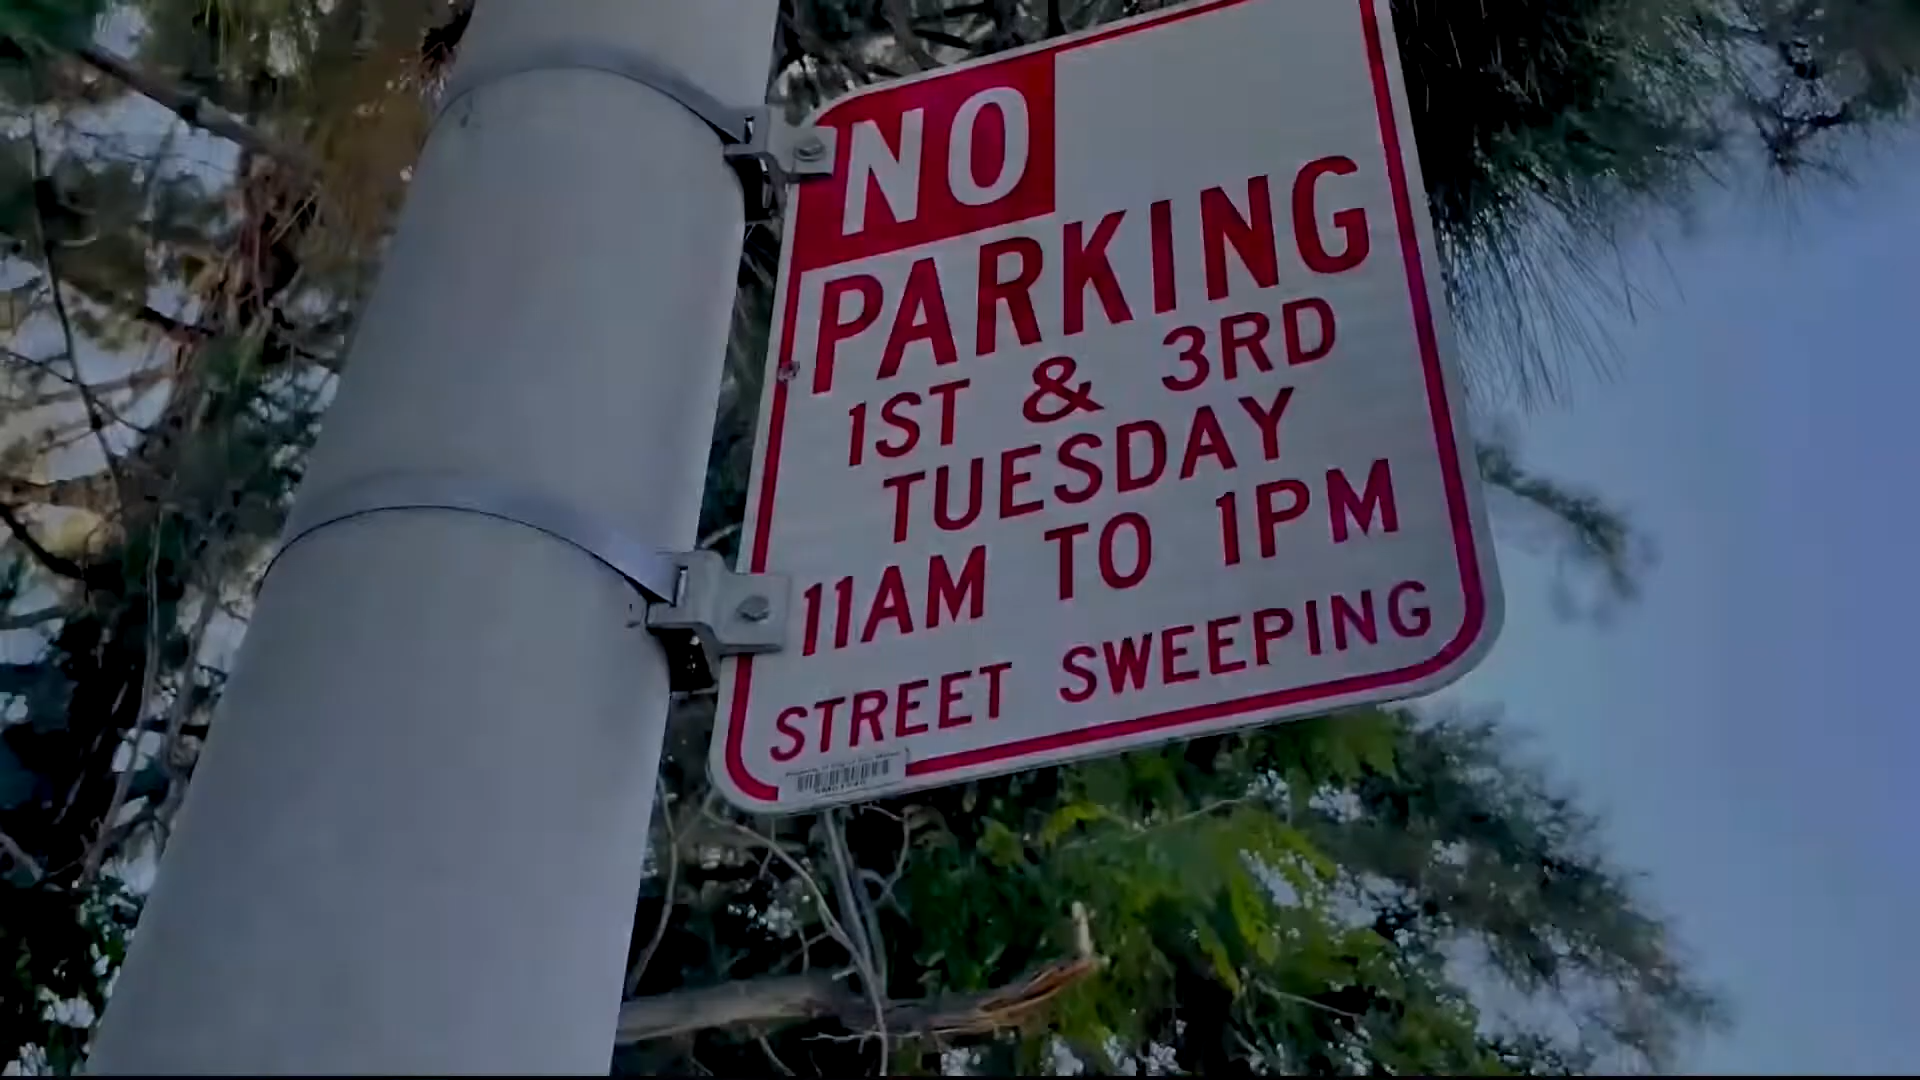 NO
PARKING
1ST & 3RD
TUESDAY
11AM TO 1PM
STREET SWEEPING